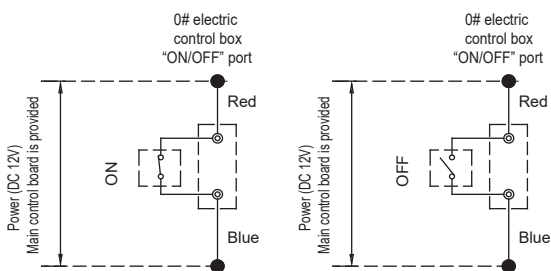 0# electric
control box
“ON/OFF” port
Red
Power (DC 12V)
Main control board is provided
ON
Blue
0# electric
control box
“ON/OFF” port
Red
Power (DC 12V)
Main control board is provided
OFF
Blue